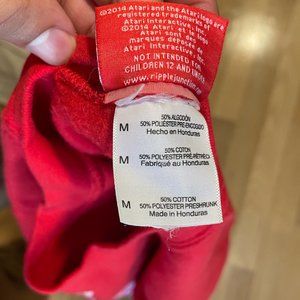 ©2014 Atari and the Atari logo are
registered trademarks of
Atari Interactive, Inc.
©2014 Atari et le logo
Atari sont des
marques déposée de
Atari Interactive, Inc.
NOT INTENDED FOR
CHILDREN 12 AND UNDER
www.ripplejunction.com
50% ALGODÓN
50% POLIÉSTER PRE-ENCOGIDO
M
Hecho en Honduras
50% COTON
50% POLYESTER PRÉ-RÉTRÉCI
M
Fabriqué au Honduras
50% COTTON
50% POLYESTER PRESHRUNK
M
Made in Honduras